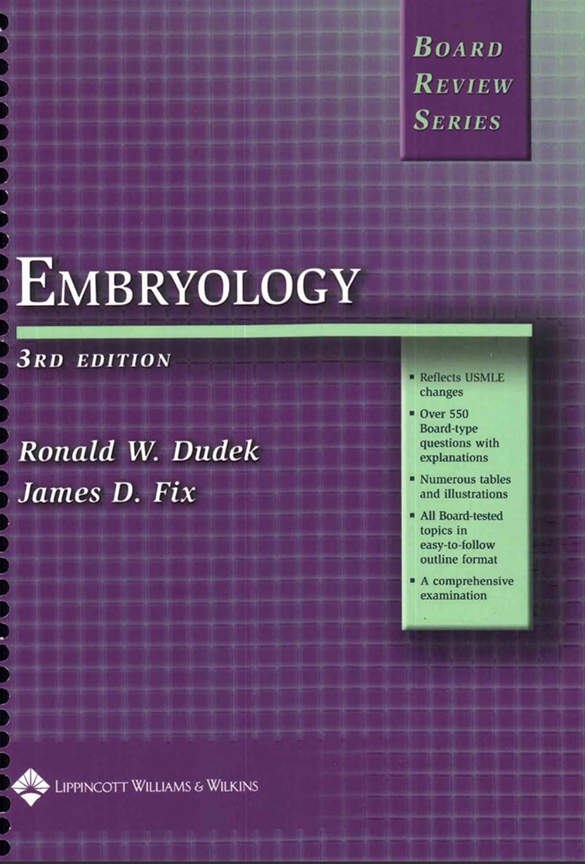 BOARD
REVIEW
SERIES
EMBRYOLOGY
3RD EDITION
Ronald W. Dudek
James D. Fix
▪ Reflects USMLE
changes
▪ Over 550
Board-type
questions with
explanations
▪ Numerous tables
and illustrations
▪ All Board-tested
topics in
easy-to-follow
outline format
▪ A comprehensive
examination
LIPPINCOTT WILLIAMS & WILKINS